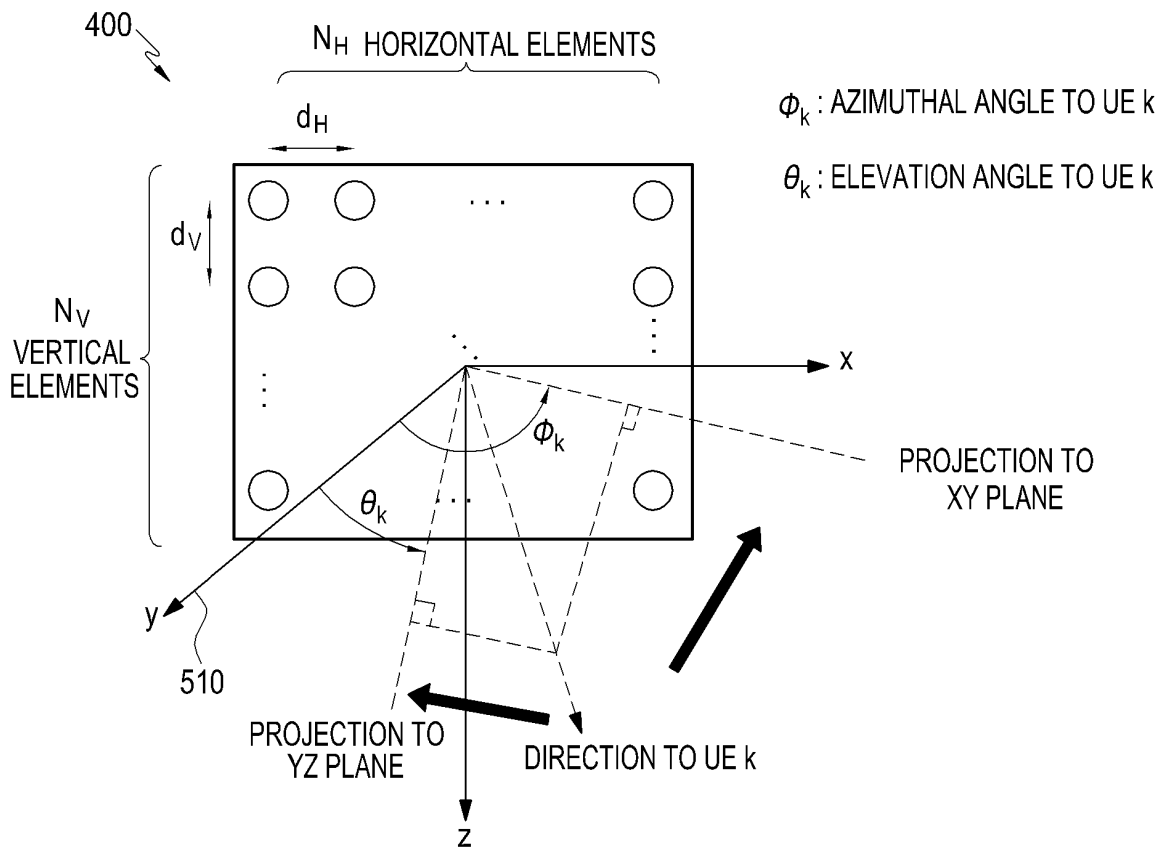 400
N_H HORIZONTAL ELEMENTS
d_H
ϕ_k : AZIMUTHAL ANGLE TO UE k
θ_k : ELEVATION ANGLE TO UE k
d_V
N_V
VERTICAL
ELEMENTS
x
ϕ_k
PROJECTION TO
XY PLANE
θ_k
y
510
PROJECTION TO
YZ PLANE
DIRECTION TO UE k
z